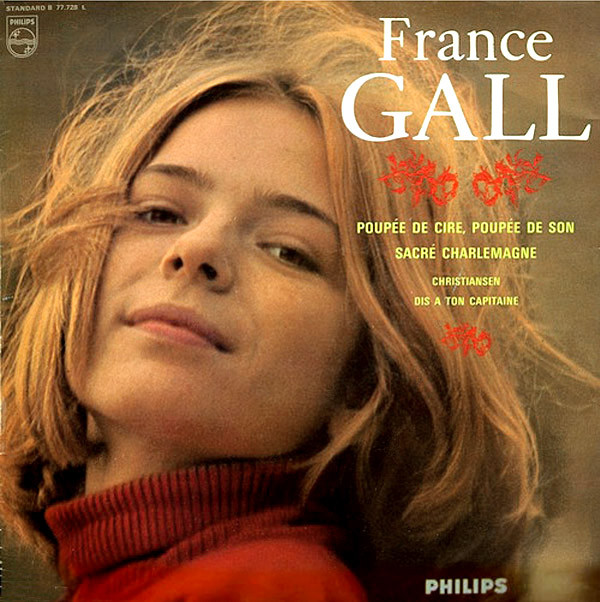 STANDARD B 77.728 L
PHILIPS
France
GALL
POUPÉE DE CIRE, POUPÉE DE SON
SACRÉ CHARLEMAGNE
CHRISTIANSEN
DIS A TON CAPITAINE
PHILIPS